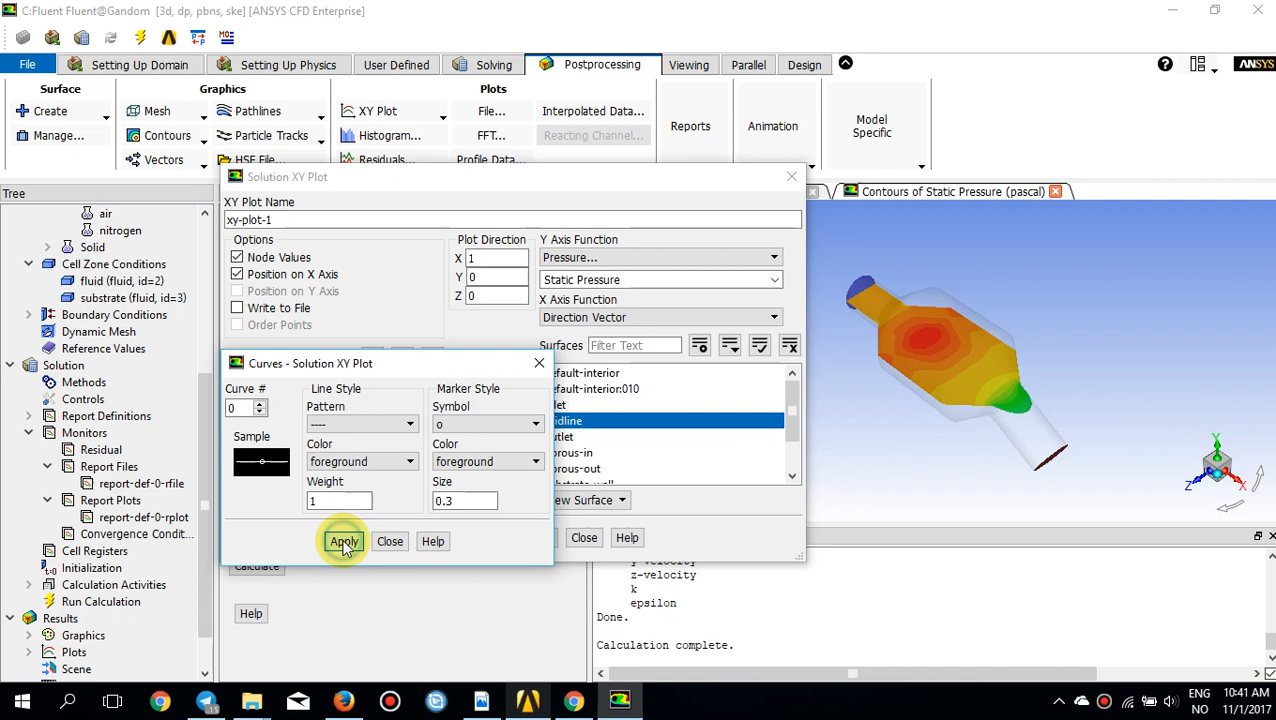 C:Fluent Fluent@Gandom [3d, dp, pbns, ske] [ANSYS CFD Enterprise]
File
Setting Up Domain
Setting Up Physics
User Defined
Solving
Postprocessing
Viewing
Parallel
Design
ANSYS
Surface
Graphics
Plots
Create
Mesh
Pathlines
XY Plot
File...
Interpolated Data...
Manage...
Contours
Particle Tracks
Histogram...
FFT...
Reacting Channel...
Reports
Animation
Model
Specific
Vectors
HSF File...
Residuals...
Profile Data...
Tree
Solution XY Plot
Contours of Static Pressure (pascal)
air
nitrogen
Solid
Cell Zone Conditions
fluid (fluid, id=2)
substrate (fluid, id=3)
Boundary Conditions
Dynamic Mesh
Reference Values
Solution
Methods
Controls
Report Definitions
Monitors
Residual
Report Files
report-def-0-rfile
Report Plots
report-def-0-rplot
Convergence Condit...
Cell Registers
Initialization
Calculation Activities
Run Calculation
Results
Graphics
Plots
Scene
XY Plot Name
xy-plot-1
Options
Node Values
Position on X Axis
Position on Y Axis
Write to File
Order Points
Plot Direction
X 1
Y 0
Z 0
Y Axis Function
Pressure...
Static Pressure
X Axis Function
Direction Vector
Surfaces
Filter Text
efault-interior
efault-interior:010
let
idline
utlet
orous-in
orous-out
ew Surface
Close
Help
Curves - Solution XY Plot
Curve #
0
Sample
Line Style
Pattern
----
Color
foreground
Weight
1
Marker Style
Symbol
o
Color
foreground
Size
0.3
Apply
Close
Help
Calculate
Help
Y
Z
X
z-velocity
k
epsilon
Done.
Calculation complete.
15
ENG
NO
10:41 AM
11/1/2017